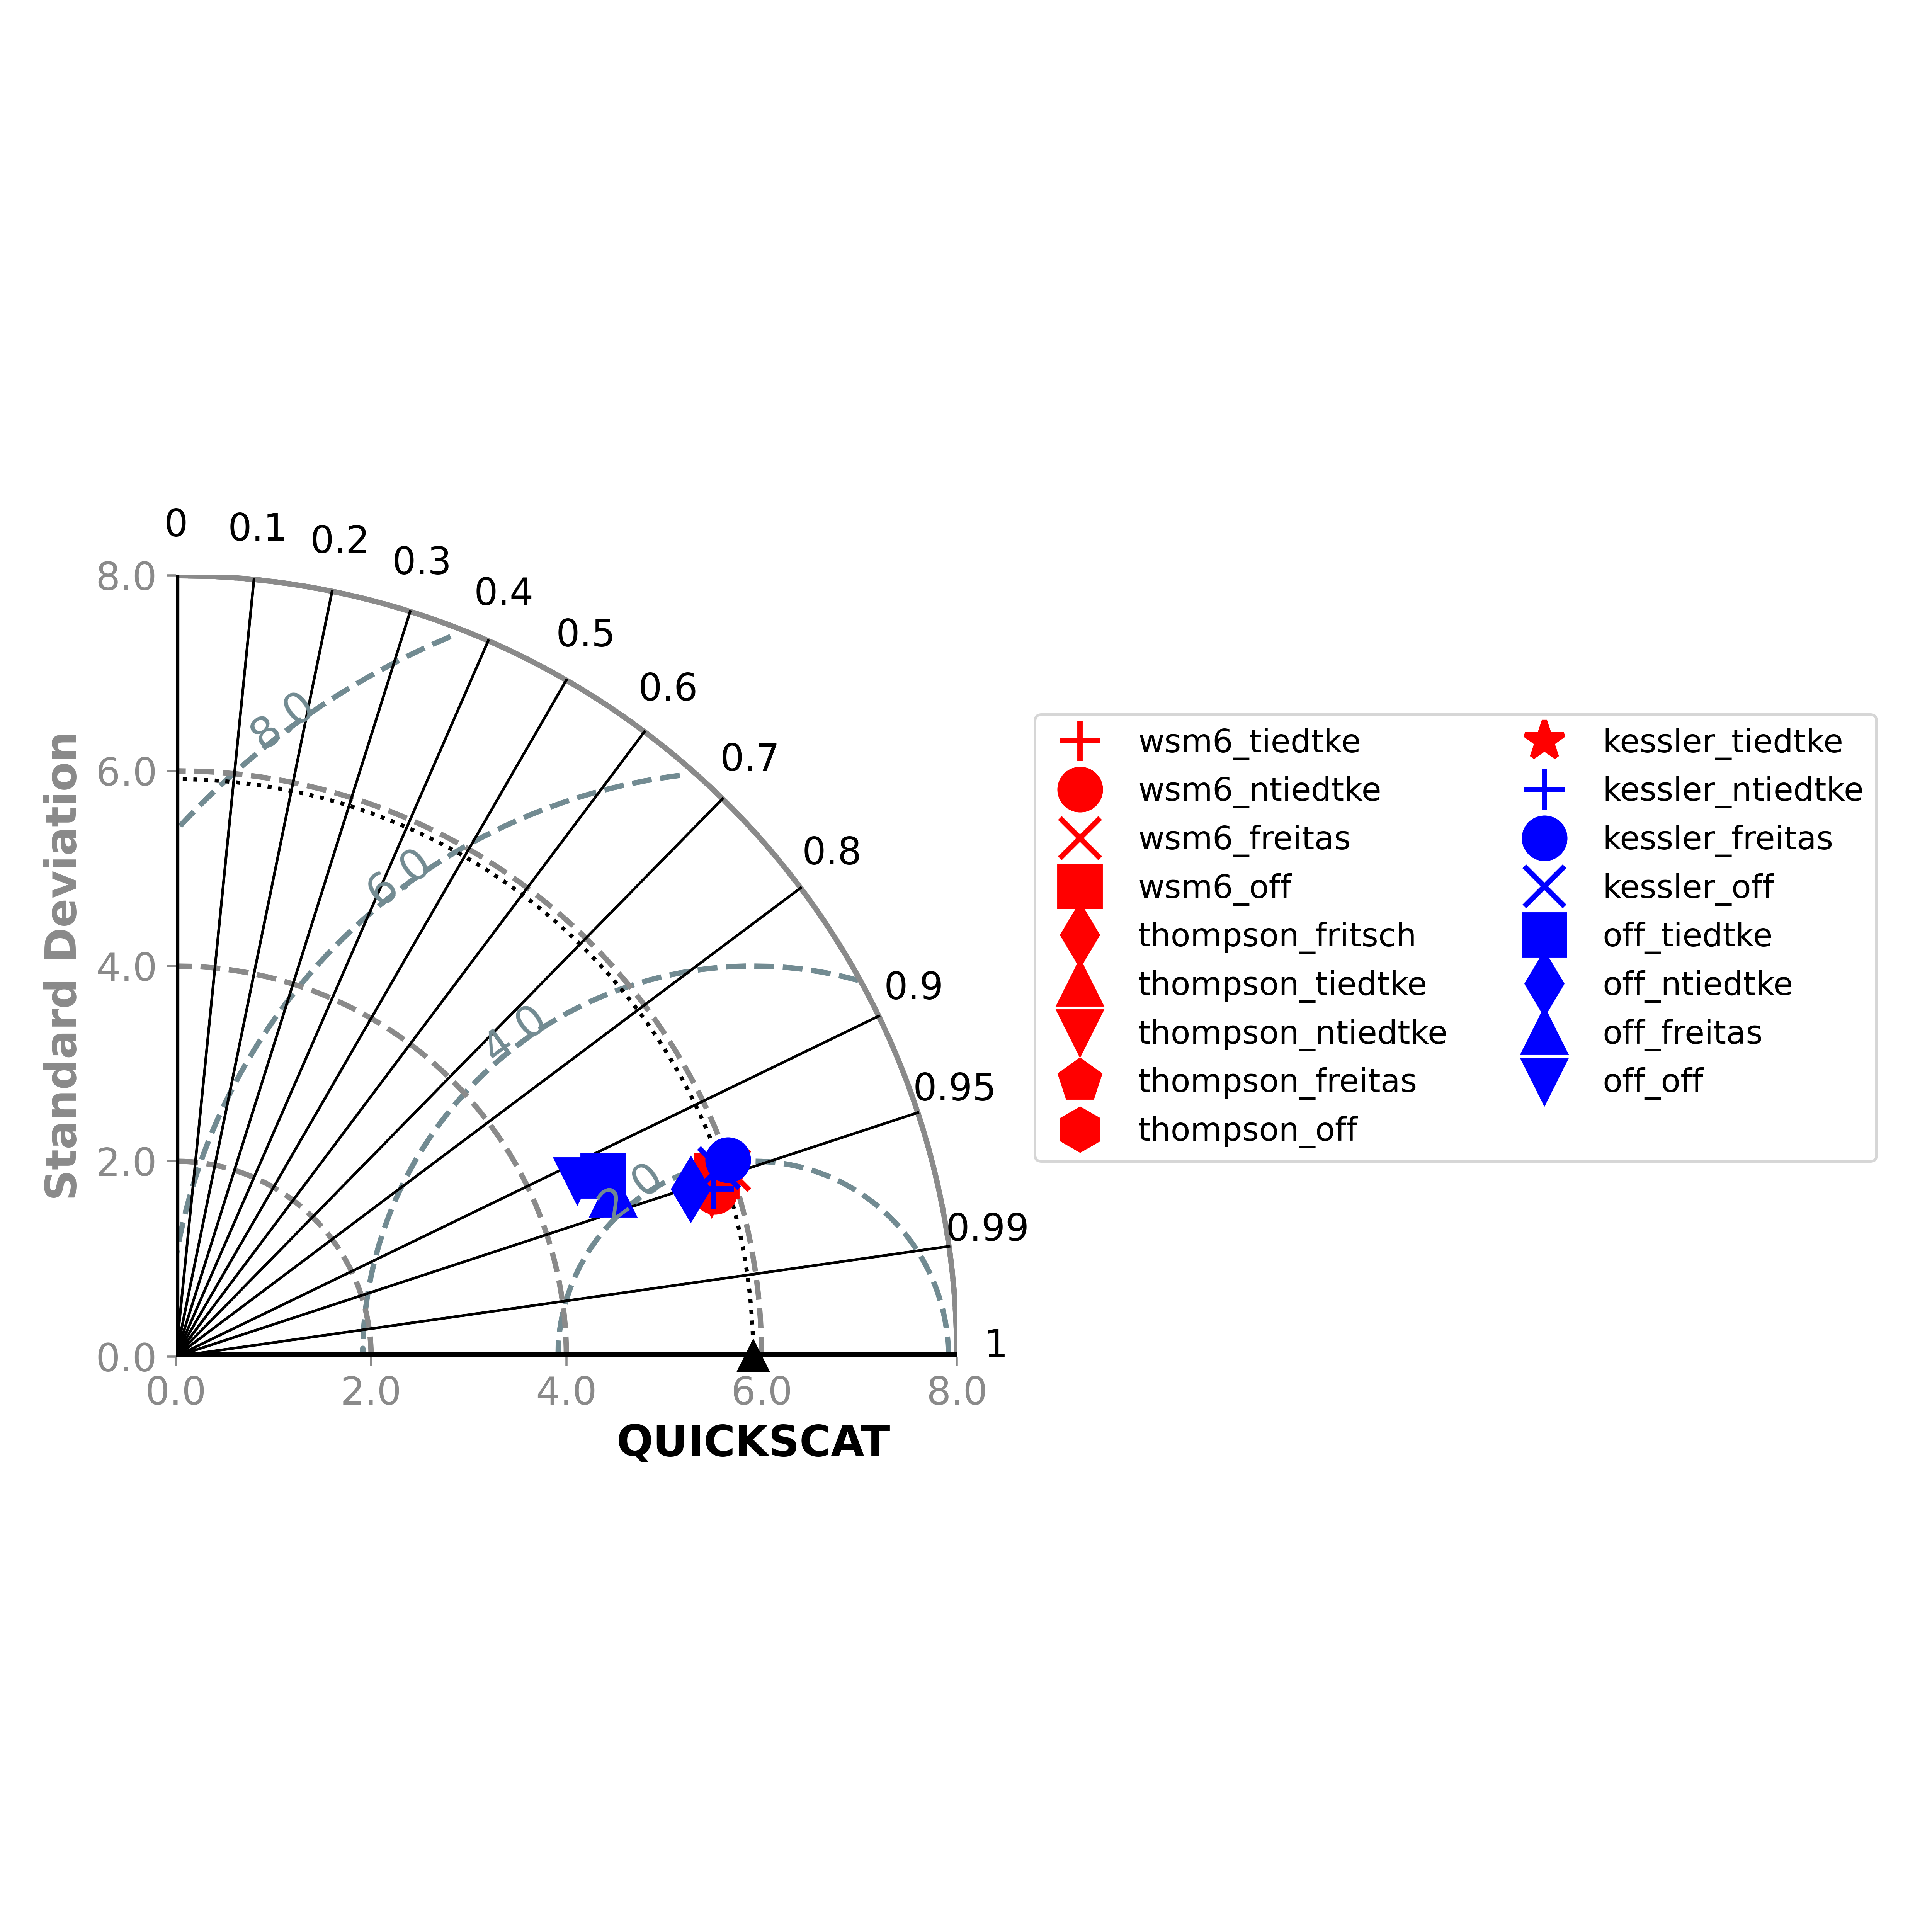 0
0.1
0.2
0.3
0.4
0.5
0.6
0.7
0.8
0.9
0.95
0.99
1
8.0
6.0
4.0
2.0
0.0
Standard Deviation
8.0
6.0
4.0
2.0
0.0
2.0
4.0
6.0
8.0
QUICKSCAT
wsm6_tiedtke
wsm6_ntiedtke
wsm6_freitas
wsm6_off
thompson_fritsch
thompson_tiedtke
thompson_ntiedtke
thompson_freitas
thompson_off
kessler_tiedtke
kessler_ntiedtke
kessler_freitas
kessler_off
off_tiedtke
off_ntiedtke
off_freitas
off_off